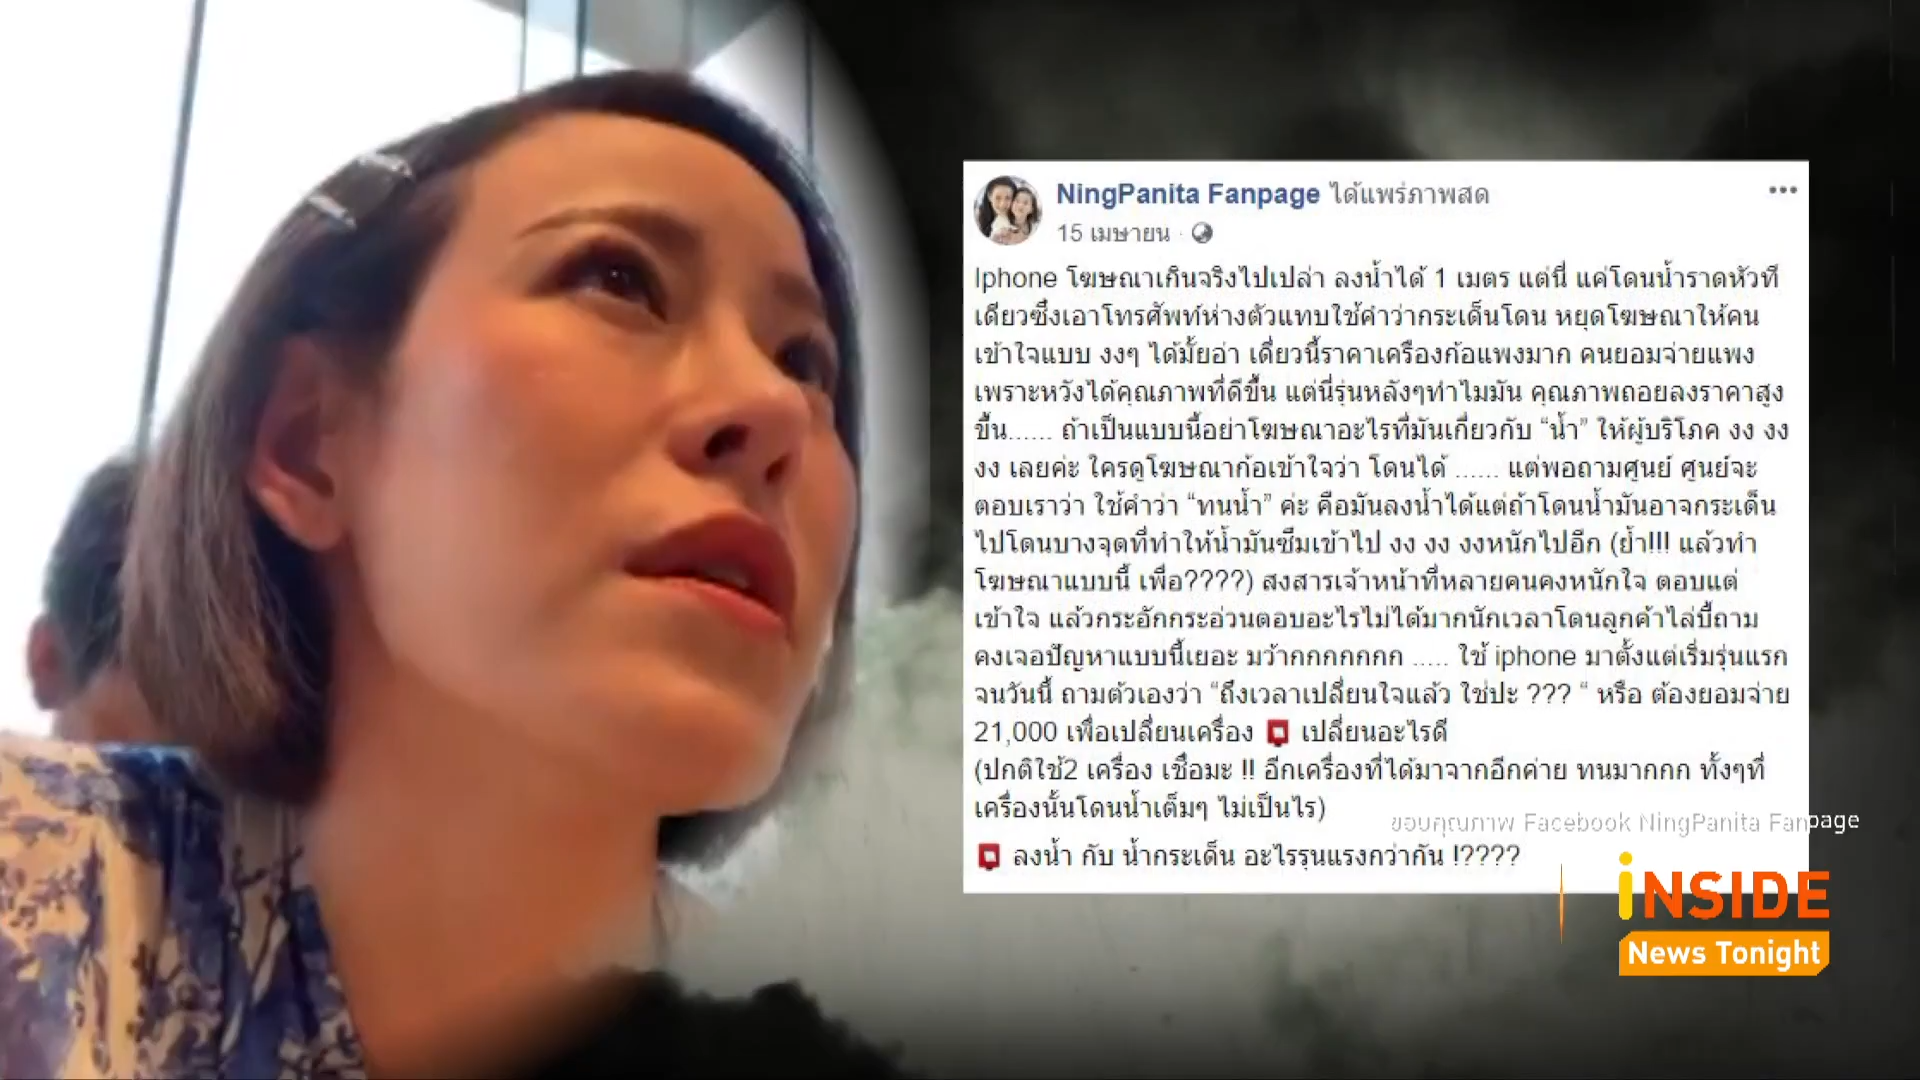 NingPanita Fanpage ได้แพร่ภาพสด
15 เมษายน
Iphone โฆษณาเกินจริงไปเปล่า ลงน้ำได้ 1 เมตร แต่นี่ แค่โดนน้ำราดหัวที
เดียวซึ่งเอาโทรศัพท์ห่างตัวแทบใช้คำว่ากระเด็นโดน หยุดโฆษณาให้คน
เข้าใจแบบ งงๆ ได้มั้ยอ่า เดี่ยวนี้ราคาเครื่องก้อแพงมาก คนยอมจ่ายแพง
เพราะหวังได้คุณภาพที่ดีขึ้น แต่นี่รุ่นหลังๆทำไมมัน คุณภาพถอยลงราคาสูง
ขึ้น...... ถ้าเป็นแบบนี้อย่าโฆษณาอะไรที่มันเกี่ยวกับ “น้ำ” ให้ผู้บริโภค งง งง
งง เลยค่ะ ใครดูโฆษณาก้อเข้าใจว่า โดนได้ ...... แต่พอถามศูนย์ ศูนย์จะ
ตอบเราว่า ใช้คำว่า “ทนน้ำ” ค่ะ คือมันลงน้ำได้แต่ถ้าโดนน้ำมันอาจกระเด็น
ไปโดนบางจุดที่ทำให้น้ำมันซึมเข้าไป งง งง งงหนักไปอีก (ย้ำ!!! แล้วทำ
โฆษณาแบบนี้ เพื่อ????) สงสารเจ้าหน้าที่หลายคนคงหนักใจ ตอบแต่
เข้าใจ แล้วกระอักกระอ่วนตอบอะไรไม่ได้มากนักเวลาโดนลูกค้าไล่บี้ถาม
คงเจอปัญหาแบบนี้เยอะ มว้ากกกกกกก ..... ใช้ iphone มาตั้งแต่เริ่มรุ่นแรก
จนวันนี้ ถามตัวเองว่า “ถึงเวลาเปลี่ยนใจแล้ว ใช่ปะ ??? “ หรือ ต้องยอมจ่าย
21,000 เพื่อเปลี่ยนเครื่อง เปลี่ยนอะไรดี
(ปกติใช้2 เครื่อง เชื่อมะ !! อีกเครื่องที่ได้มาจากอีกค่าย ทนมากกก ทั้งๆที่
เครื่องนั้นโดนน้ำเต็มๆ ไม่เป็นไร)
ขอบคุณภาพ Facebook NingPanita Fanpage
ลงน้ำ กับ น้ำกระเด็น อะไรรุนแรงกว่ากัน !????
iNSIDE
News Tonight